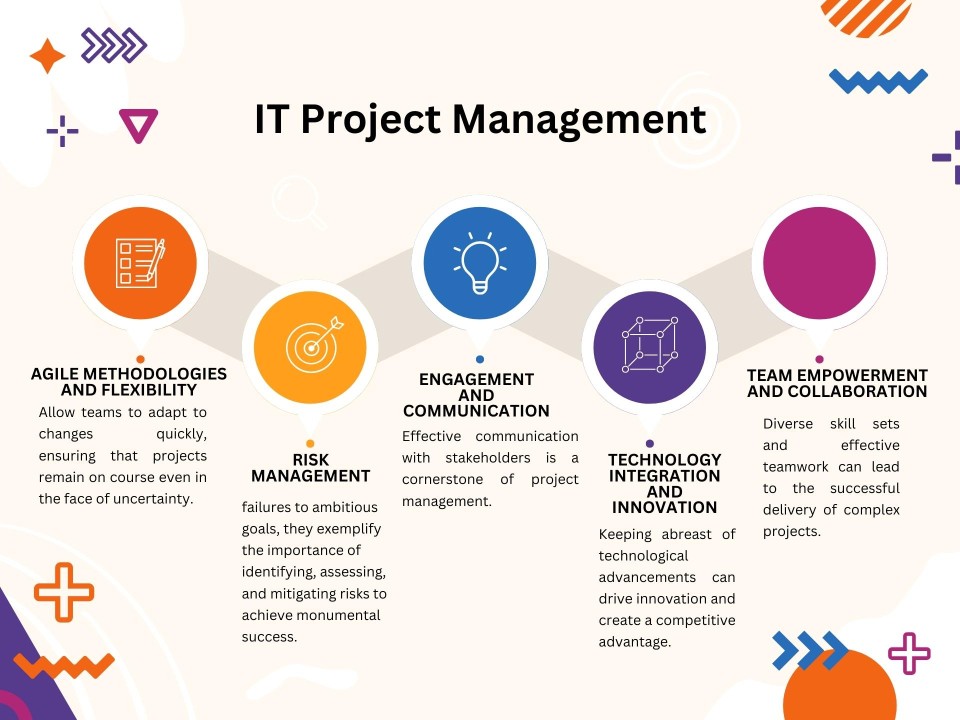 IT Project Management
AGILE METHODOLOGIES
AND FLEXIBILITY
Allow teams to adapt to
changes quickly,
ensuring that projects
remain on course even in
the face of uncertainty.
RISK
MANAGEMENT
failures to ambitious
goals, they exemplify
the importance of
identifying, assessing,
and mitigating risks to
achieve monumental
success.
ENGAGEMENT
AND
COMMUNICATION
Effective communication
with stakeholders is a
cornerstone of project
management.
TECHNOLOGY
INTEGRATION
AND
INNOVATION
Keeping abreast of
technological
advancements can
drive innovation and
create a competitive
advantage.
TEAM EMPOWERMENT
AND COLLABORATION
Diverse skill sets
and effective
teamwork can lead
to the successful
delivery of complex
projects.